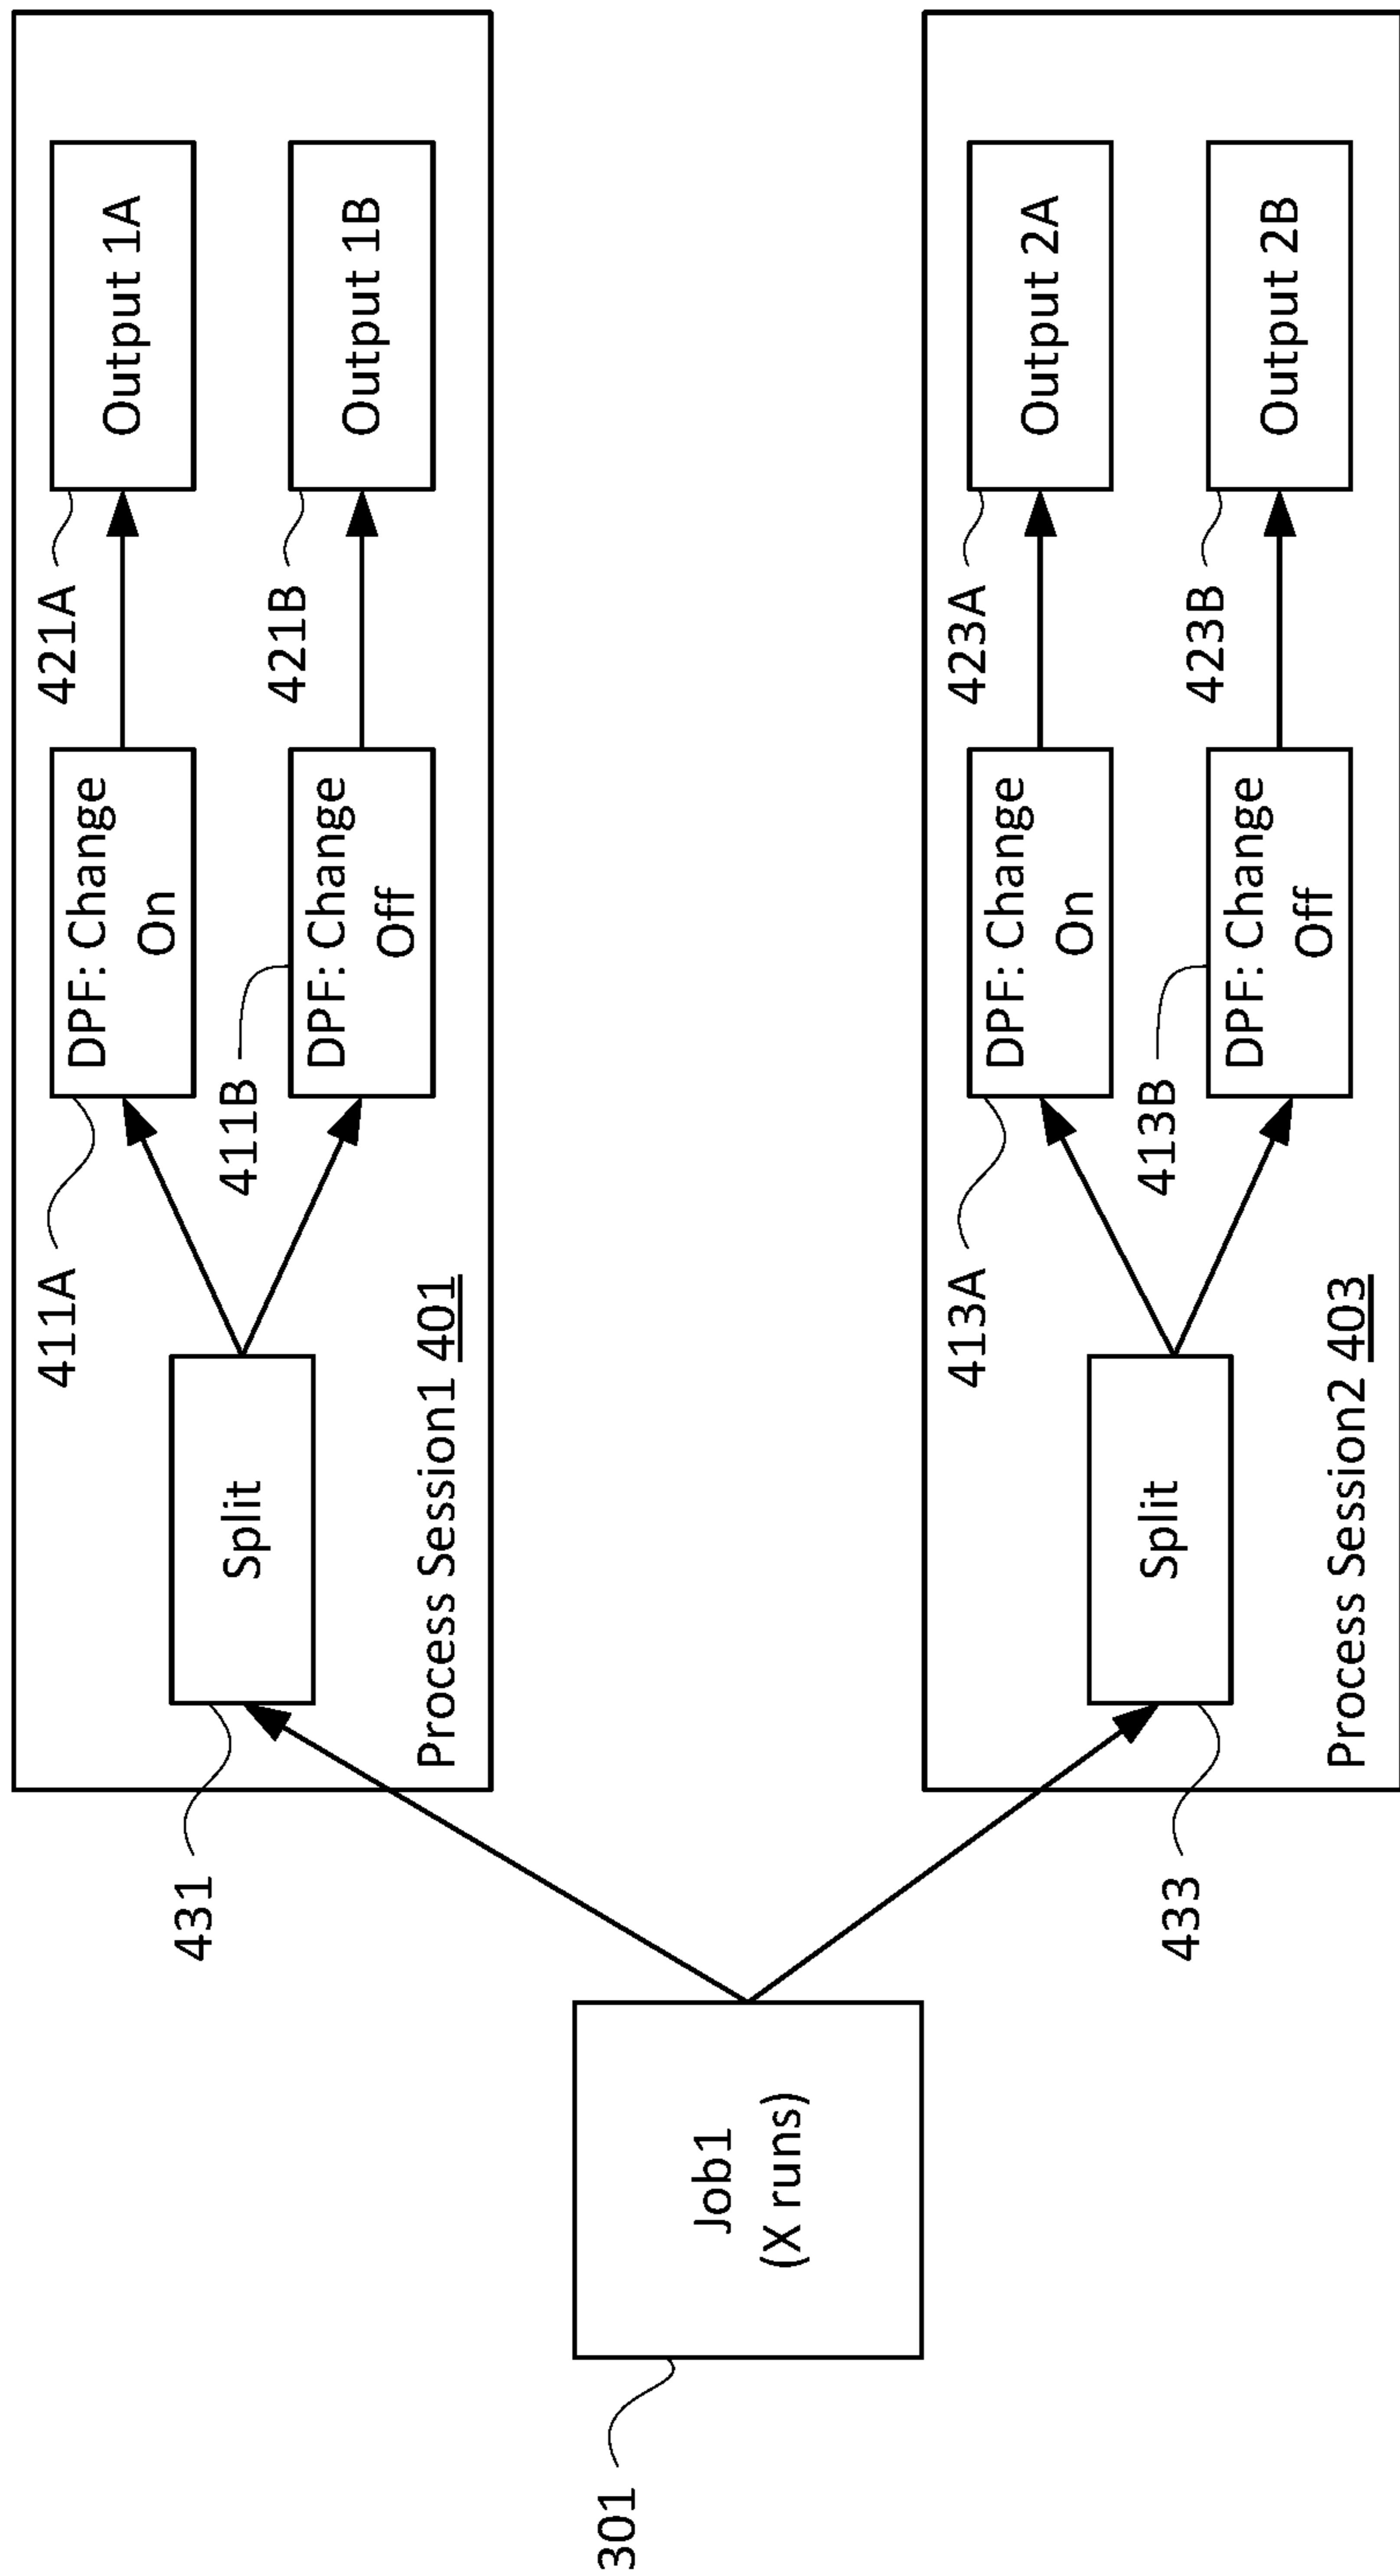 301
Job1
(X runs)
431
Split
Process Session1 401
411A
DPF: Change
On
411B
DPF: Change
Off
421A
Output 1A
421B
Output 1B
433
Split
Process Session2 403
413A
DPF: Change
On
413B
DPF: Change
Off
423A
Output 2A
423B
Output 2B